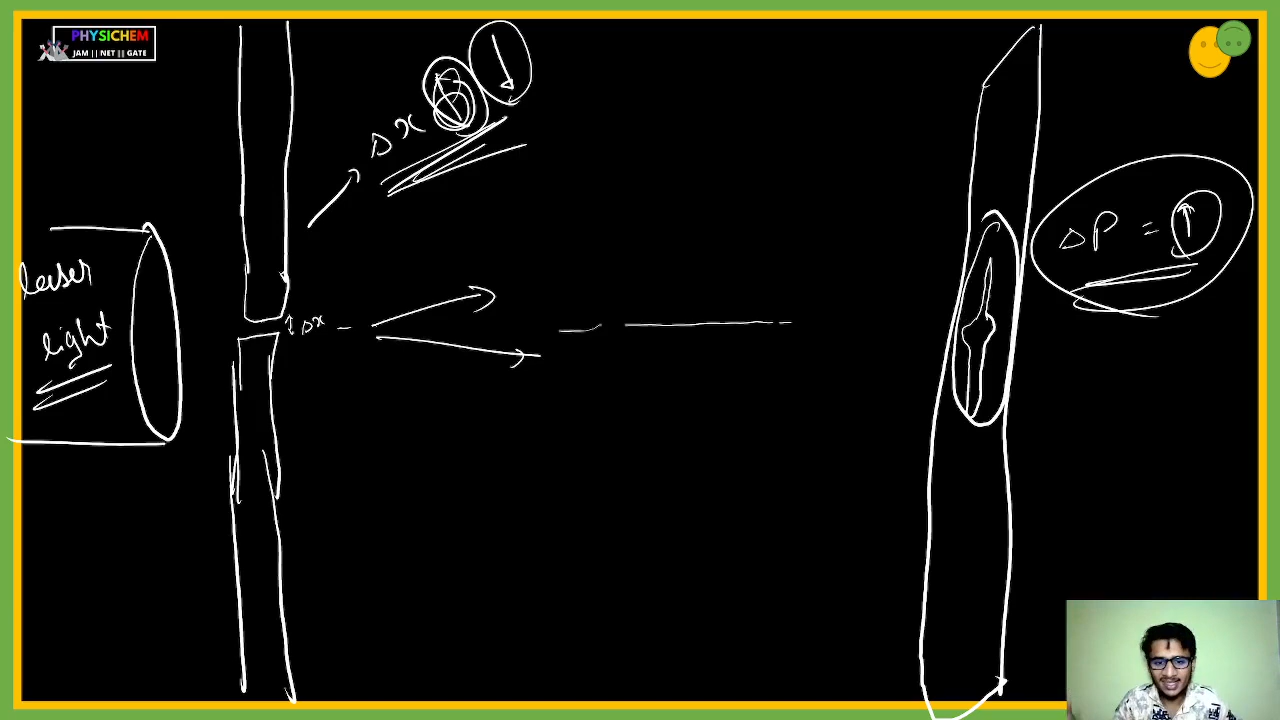 PHYSICHEM
JAM || NET || GATE
Δx ↓
ΔP = ↑
laser
light
↕Δx